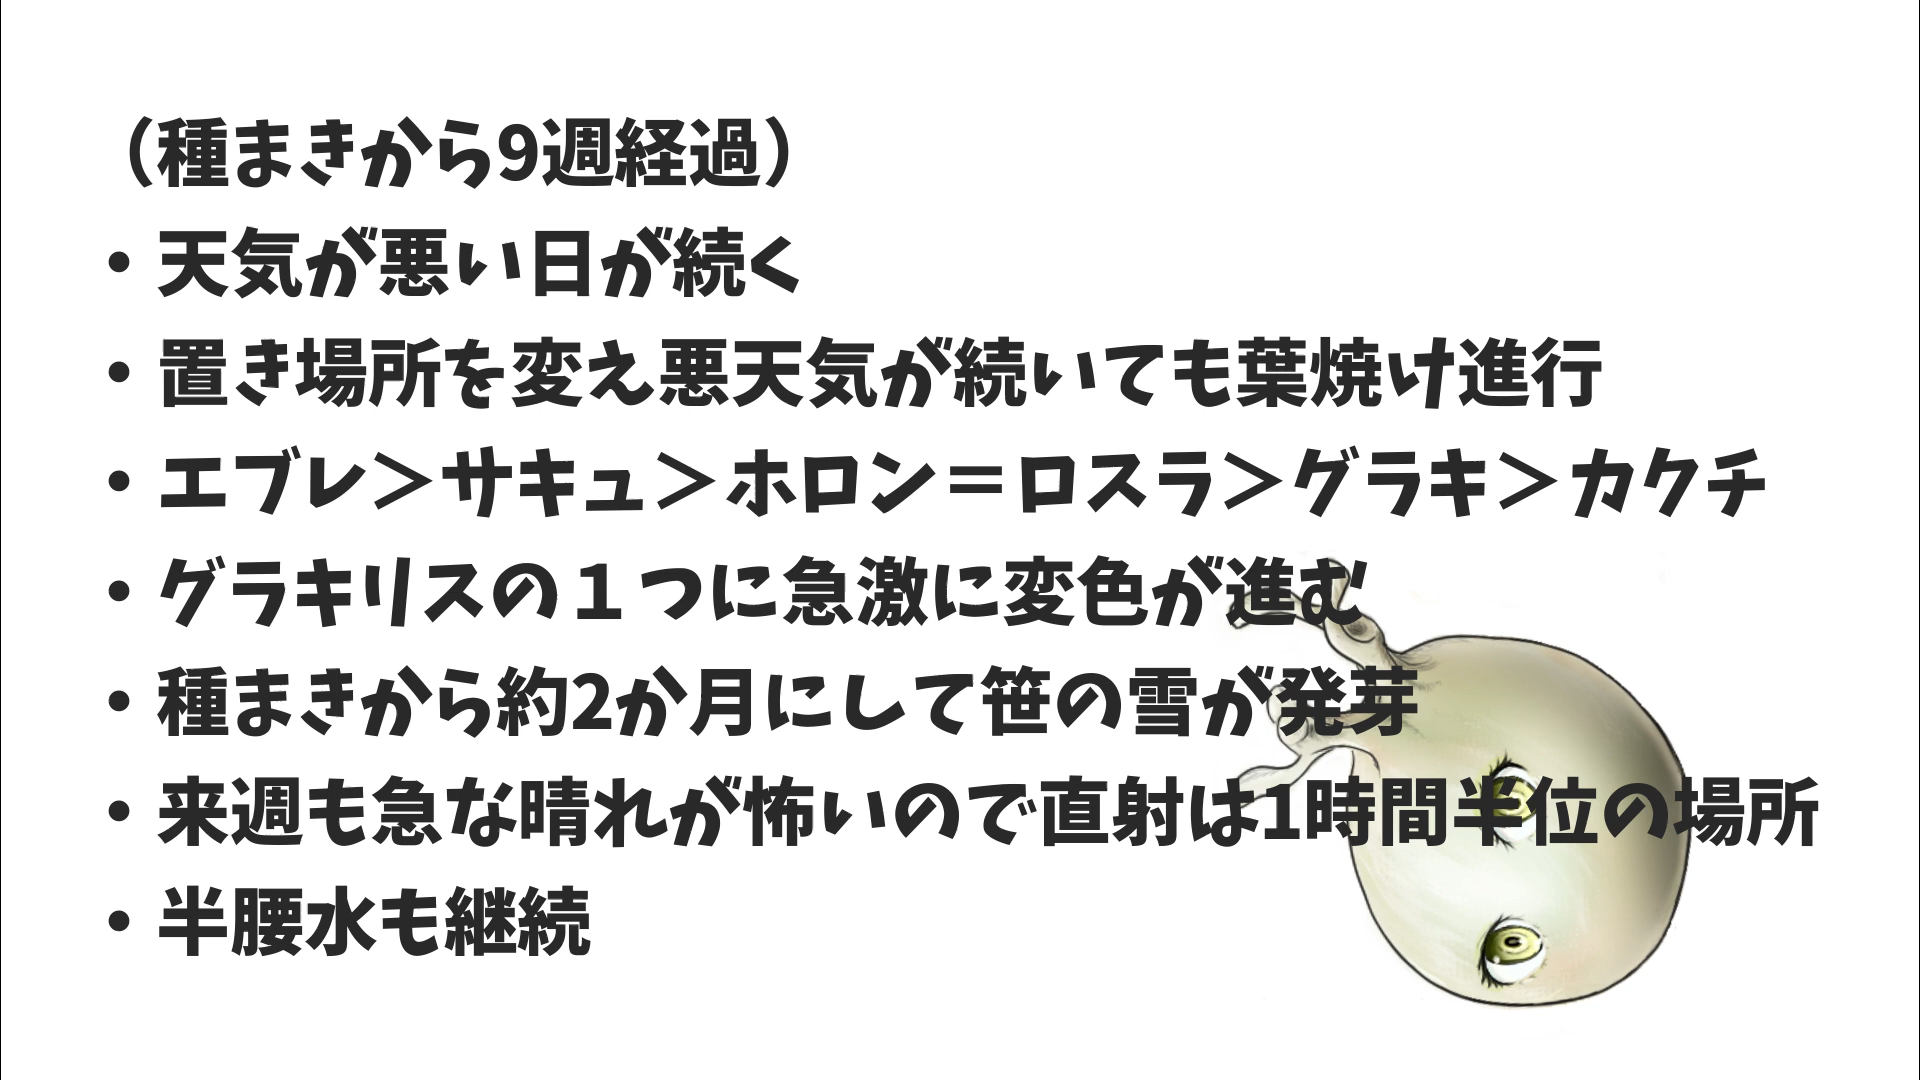 （種まきから9週経過）
・天気が悪い日が続く
・置き場所を変え悪天気が続いても葉焼け進行
・エブレ＞サキュ＞ホロン＝ロスラ＞グラキ＞カクチ
・グラキリスの１つに急激に変色が進む
・種まきから約2か月にして笹の雪が発芽
・来週も急な晴れが怖いので直射は1時間半位の場所
・半腰水も継続